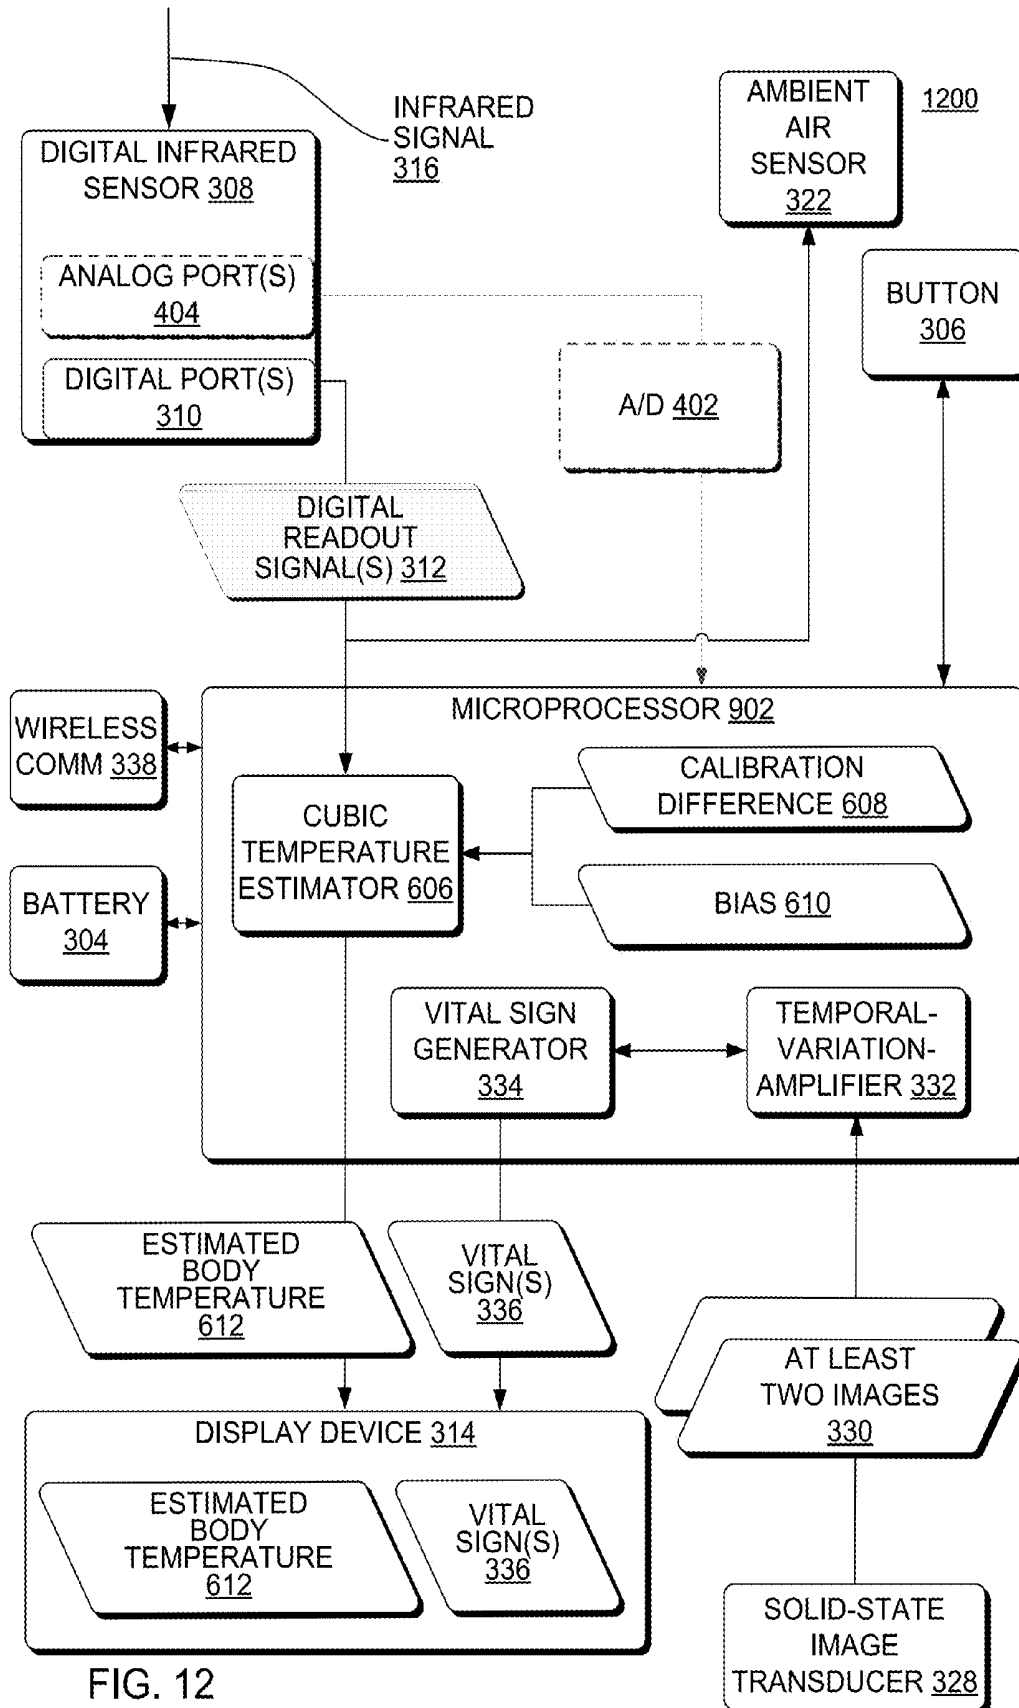 INFRARED
SIGNAL
316
AMBIENT
AIR
SENSOR
322
1200
DIGITAL INFRARED
SENSOR 308
ANALOG PORT(S)
404
DIGITAL PORT(S)
310
A/D 402
BUTTON
306
DIGITAL
READOUT
SIGNAL(S) 312
MICROPROCESSOR 902
WIRELESS
COMM 338
CUBIC
TEMPERATURE
ESTIMATOR 606
CALIBRATION
DIFFERENCE 608
BATTERY
304
BIAS 610
VITAL SIGN
GENERATOR
334
TEMPORAL-
VARIATION-
AMPLIFIER 332
ESTIMATED
BODY
TEMPERATURE
612
VITAL
SIGN(S)
336
AT LEAST
TWO IMAGES
330
DISPLAY DEVICE 314
ESTIMATED
BODY
TEMPERATURE
612
VITAL
SIGN(S)
336
SOLID-STATE
IMAGE
TRANSDUCER 328
FIG. 12